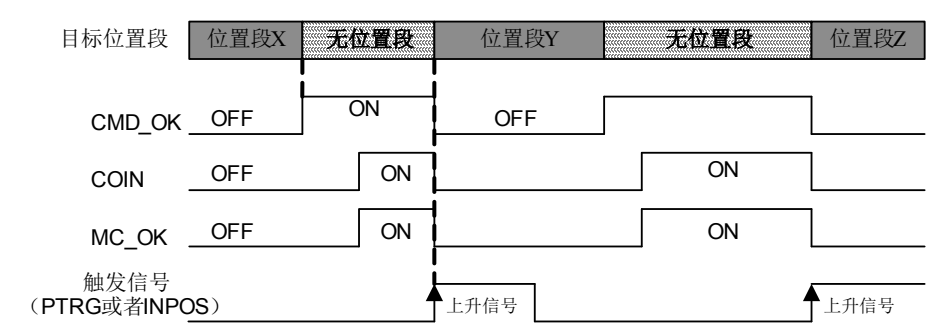 目标位置段 位置段X 无位置段 位置段Y 无位置段 位置段Z
CMD_OK OFF ON OFF
COIN OFF ON ON
MC_OK OFF ON ON
触发信号
（PTRG或者INPOS） 上升信号 上升信号